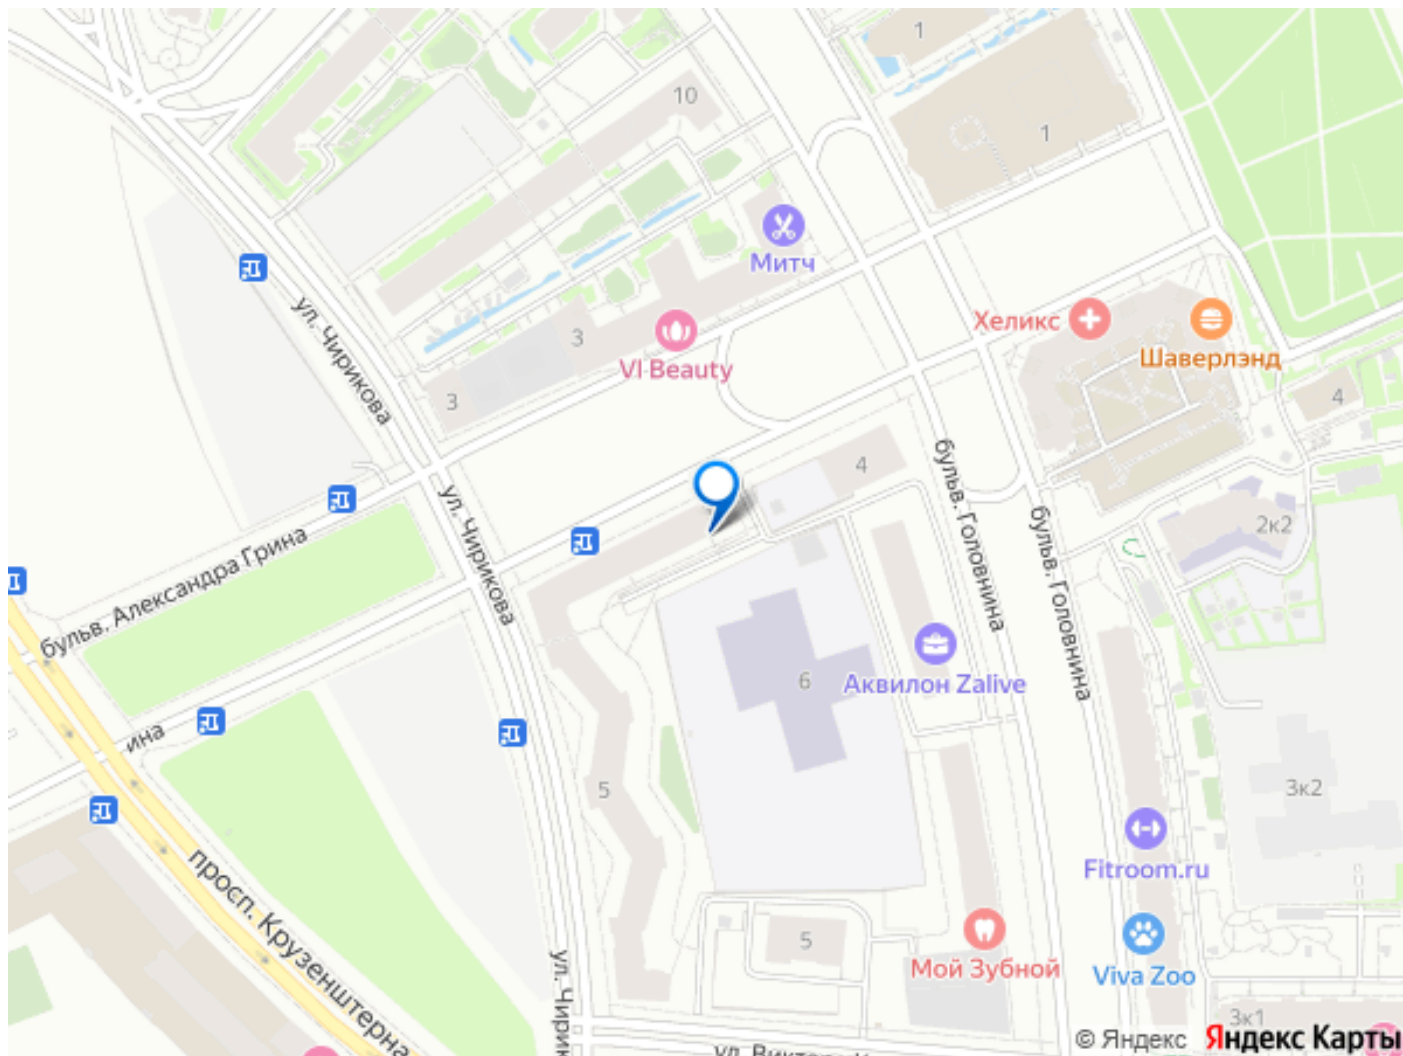 1
10
1
Митч
Хеликс
Шаверлэнд
ул. Чирикова
3
VI Beauty
3
4
4
бульв. Головнина
ул. Чирикова
бульв. Головнина
2к2
бульв. Александра Грина
6
Аквилон Zalive
ина
5
3к2
Fitroom.ru
просп. Крузенштерна
5
Мой Зубной
Viva Zoo
3к1
© Яндекс Яндекс Карты